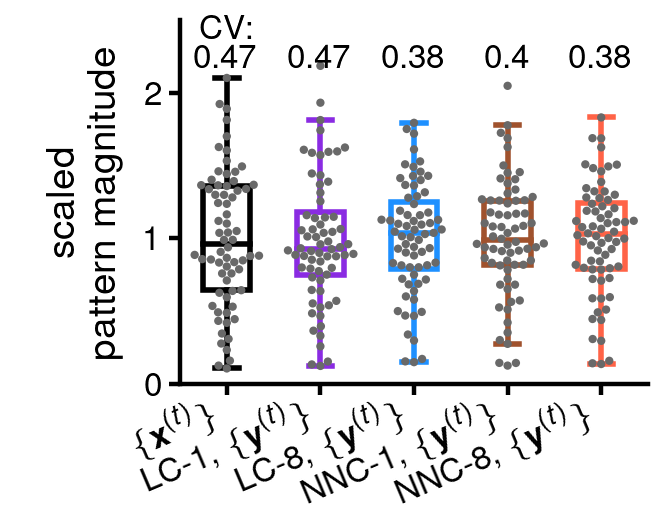 CV:
0.47 0.47 0.38 0.4 0.38
scaled
pattern magnitude
2
1
0
{x^(t)}
LC-1, {y^(t)}
LC-8, {y^(t)}
NNC-1, {y^(t)}
NNC-8, {y^(t)}